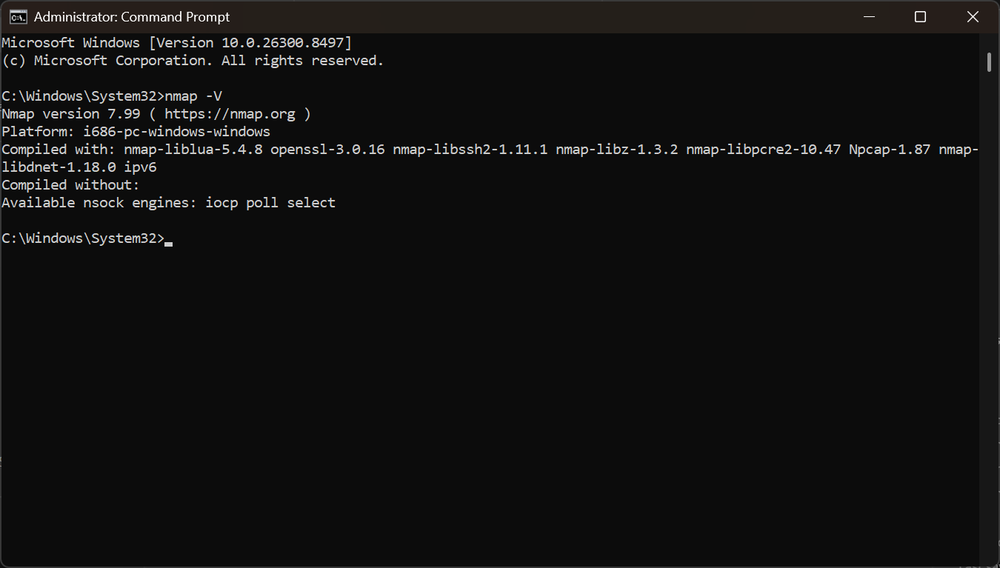 Administrator: Command Prompt
Microsoft Windows [Version 10.0.26300.8497]
(c) Microsoft Corporation. All rights reserved.
C:\Windows\System32>nmap -V
Nmap version 7.99 ( https://nmap.org )
Platform: i686-pc-windows-windows
Compiled with: nmap-liblua-5.4.8 openssl-3.0.16 nmap-libssh2-1.11.1 nmap-libz-1.3.2 nmap-libpcre2-10.47 Npcap-1.87 nmap-
libdnet-1.18.0 ipv6
Compiled without:
Available nsock engines: iocp poll select
C:\Windows\System32>